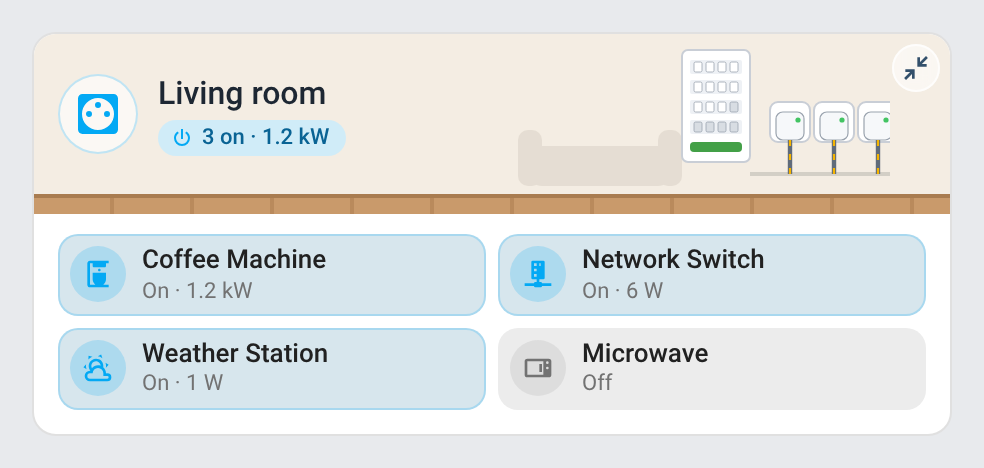 Living room
3 on · 1.2 kW
Coffee Machine
On · 1.2 kW
Network Switch
On · 6 W
Weather Station
On · 1 W
Microwave
Off